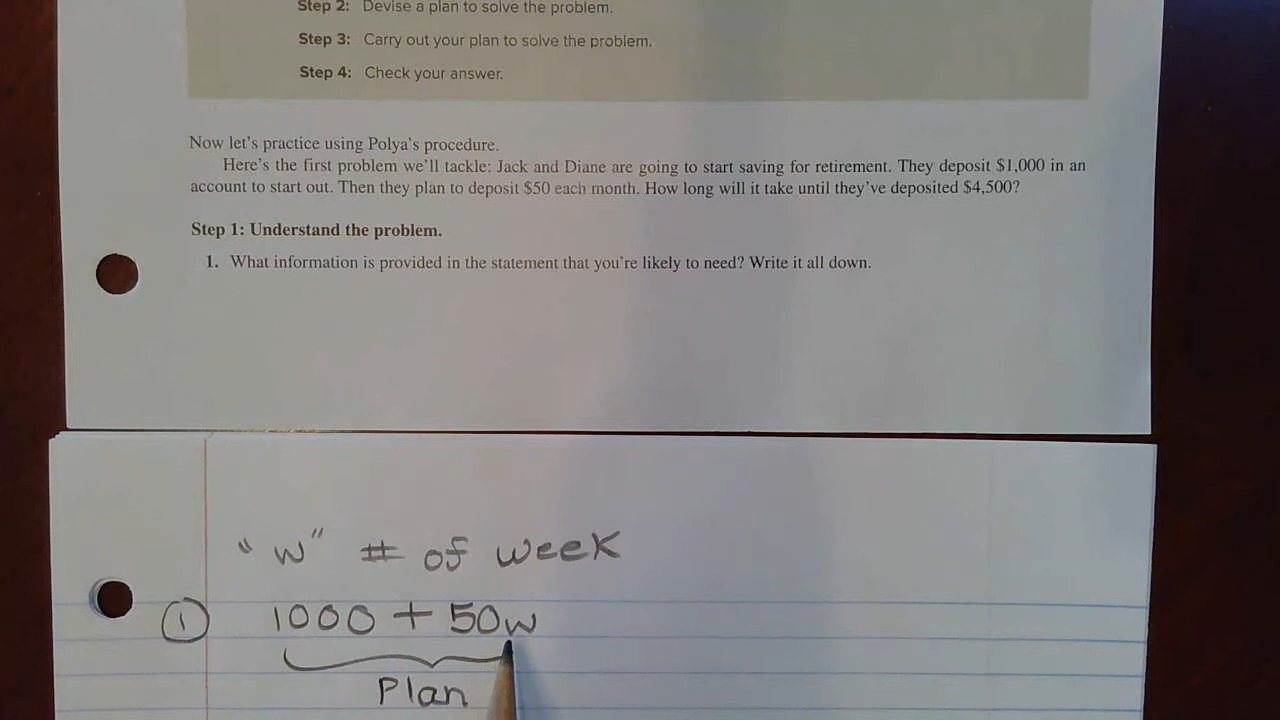 Step 2: Devise a plan to solve the problem.
Step 3: Carry out your plan to solve the problem.
Step 4: Check your answer.
Now let's practice using Polya's procedure.
Here's the first problem we'll tackle: Jack and Diane are going to start saving for retirement. They deposit $1,000 in an
account to start out. Then they plan to deposit $50 each month. How long will it take until they've deposited $4,500?
Step 1: Understand the problem.
1. What information is provided in the statement that you're likely to need? Write it all down.
"w" # of week
① 1000 + 50w
Plan